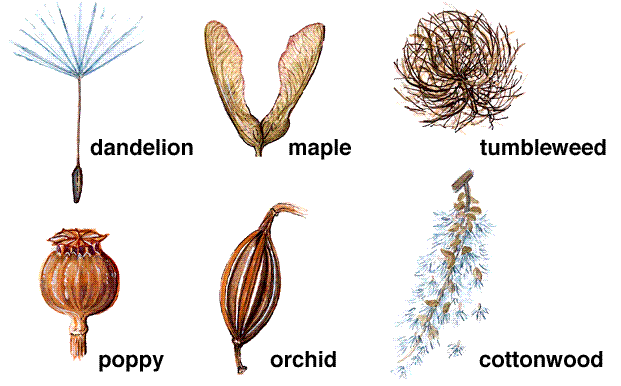 dandelion
maple
tumbleweed
poppy
orchid
cottonwood